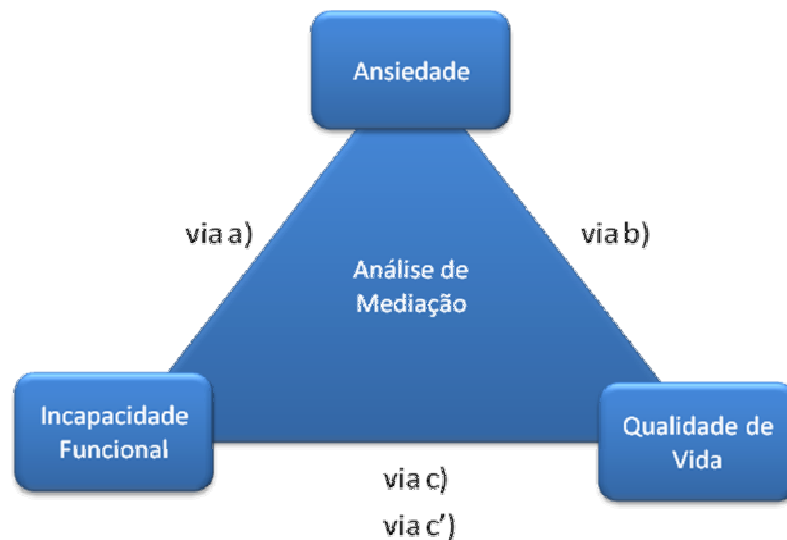 Ansiedade
via a)
via b)
Análise de
Mediação
Incapacidade
Funcional
Qualidade de
Vida
via c)
via c’)